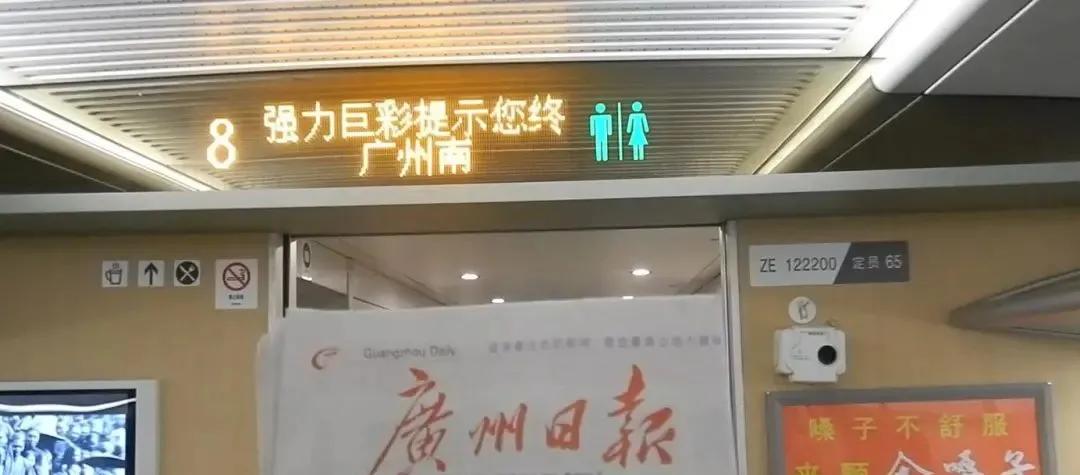 8
强力巨彩提示您终
广州南
ZE 122200 定员 65
Guangzhou Daily
廣州日報
嗓子不舒服